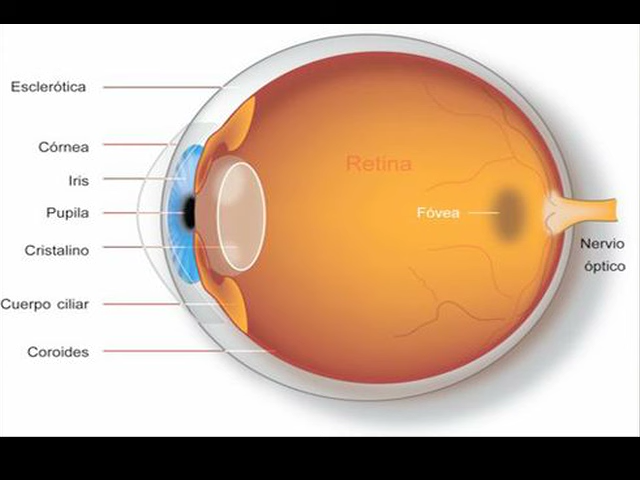 Esclerótica
Córnea
Iris
Pupila
Cristalino
Cuerpo ciliar
Coroides
Retina
Fóvea
Nervio
óptico